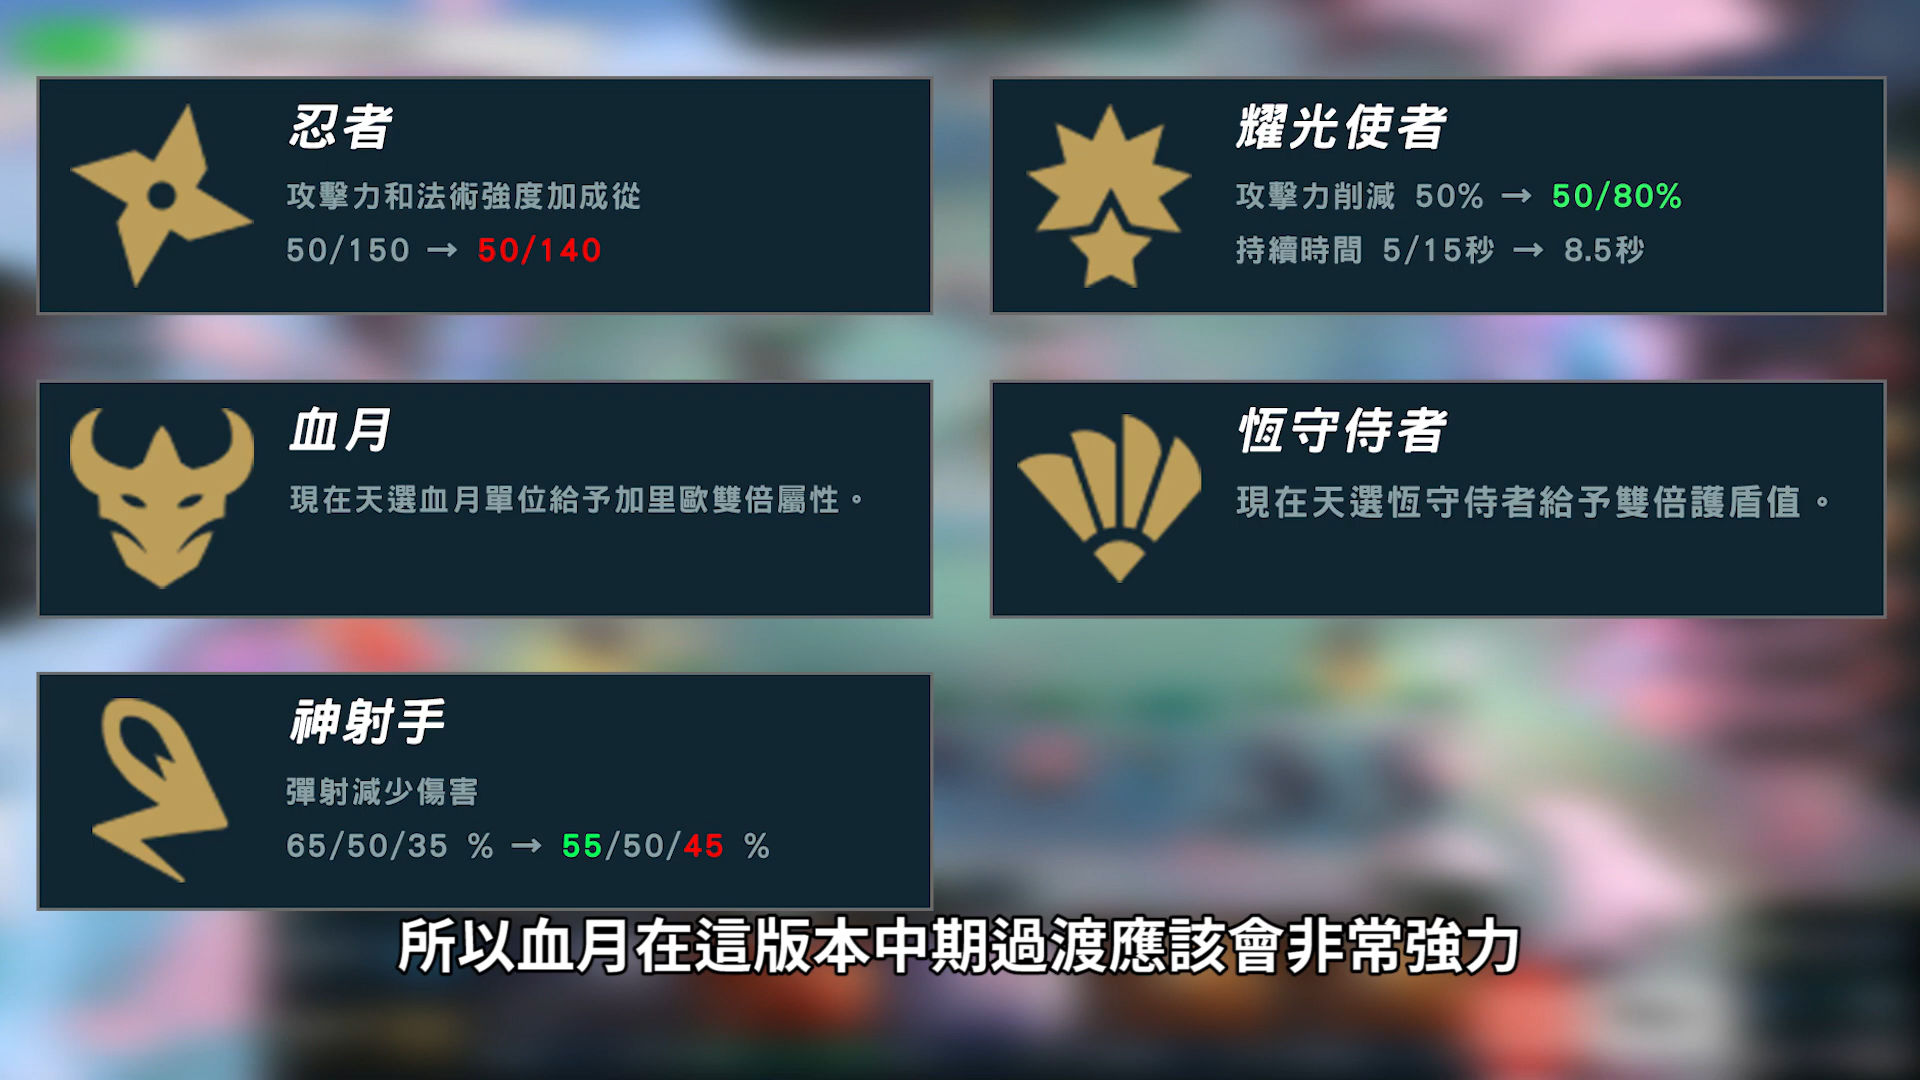 忍者
攻擊力和法術強度加成從
50/150 → 50/140
耀光使者
攻擊力削減 50% → 50/80%
持續時間 5/15秒 → 8.5秒
血月
現在天選血月單位給予加里歐雙倍屬性。
恆守侍者
現在天選恆守侍者給予雙倍護盾值。
神射手
彈射減少傷害
65/50/35 % → 55/50/45 %
所以血月在這版本中期過渡應該會非常強力